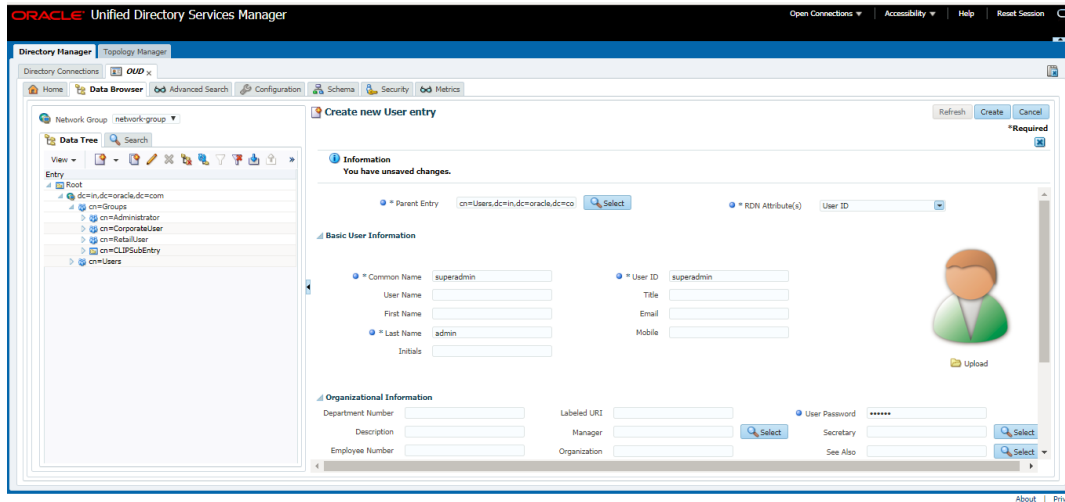 ORACLE Unified Directory Services Manager
Open Connections Accessibility Help Reset Session
Directory Manager Topology Manager
Directory Connections OUD
Home Data Browser Advanced Search Configuration Schema Security Metrics
Network Group network-group
Data Tree Search
View
Entry
Root
dc=in,dc=oracle,dc=com
cn=Groups
cn=Administrator
cn=CorporateUser
cn=RetailUser
cn=CLIPSubEntry
cn=Users
Create new User entry
Refresh Create Cancel
*Required
Information
You have unsaved changes.
* Parent Entry cn=Users,dc=in,dc=oracle,dc=co Select * RDN Attribute(s) User ID
Basic User Information
* Common Name superadmin * User ID superadmin
User Name Title
First Name Email
* Last Name admin Mobile
Initials
Upload
Organizational Information
Department Number Labeled URI User Password ••••••
Description Manager Select Secretary Select
Employee Number Organization See Also Select
About | Pri